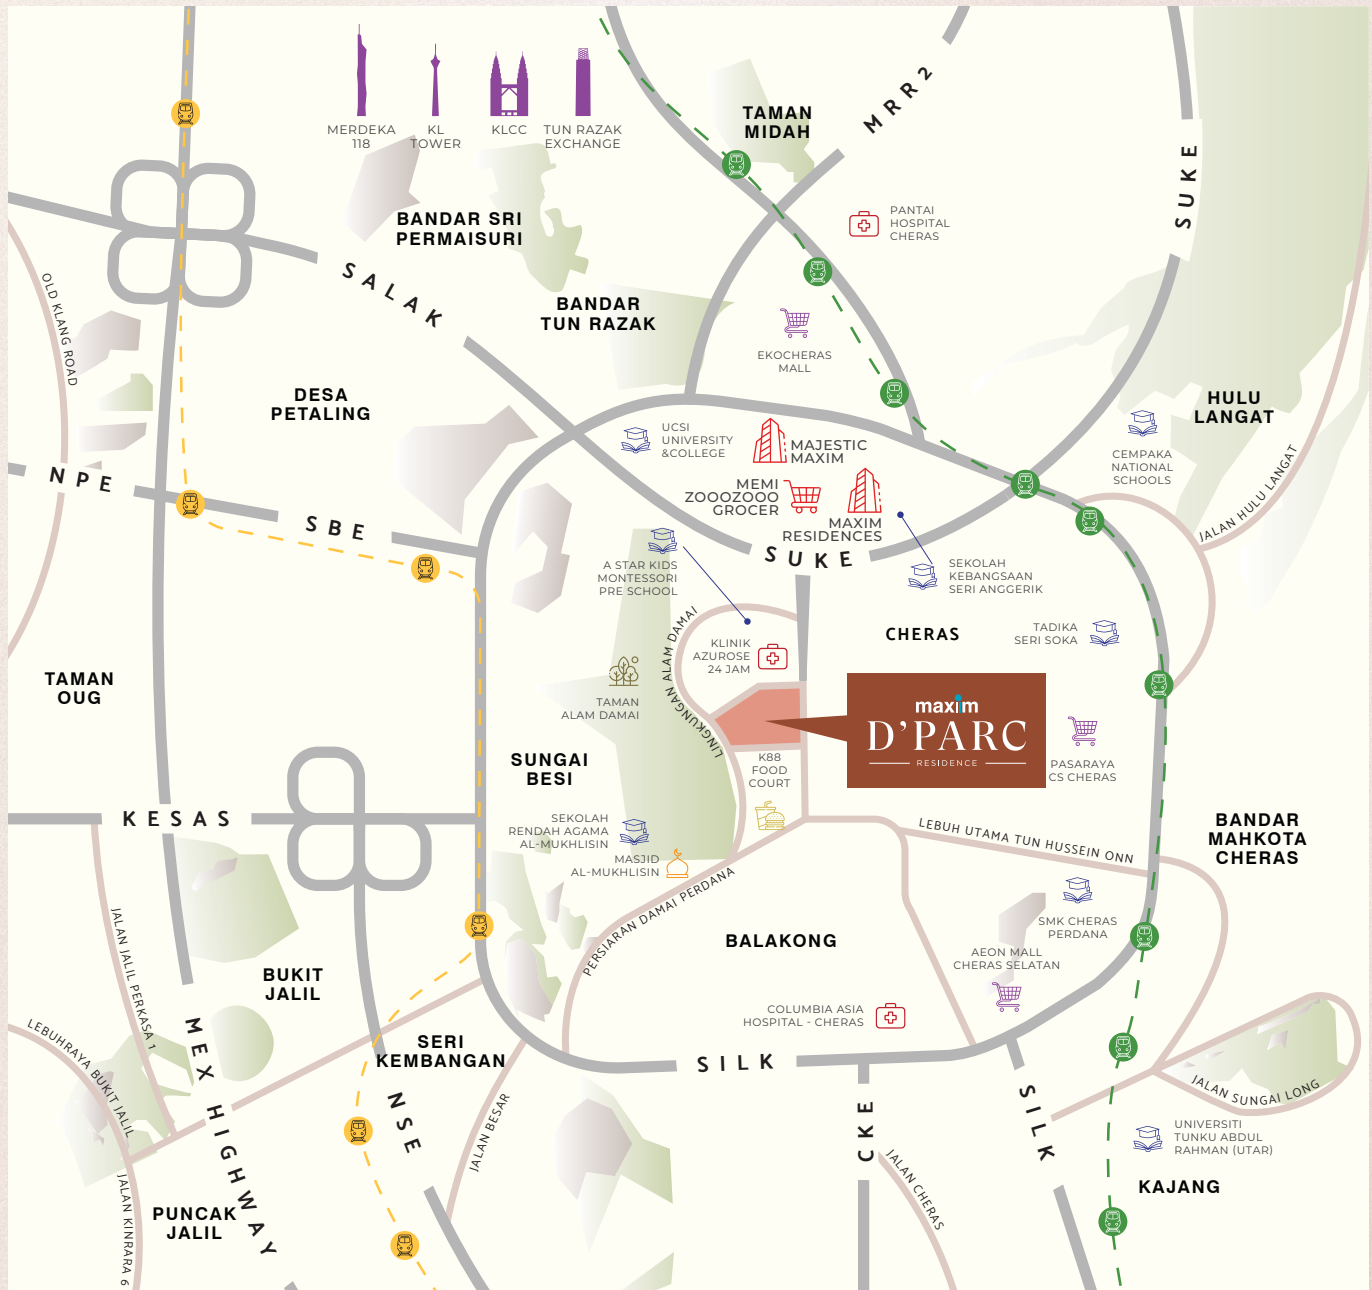 MERDEKA
118
KL
TOWER
KLCC
TUN RAZAK
EXCHANGE
TAMAN
MIDAH
MRR2
SUKE
BANDAR SRI
PERMAISURI
PANTAI
HOSPITAL
CHERAS
SALAK
OLD KLANG ROAD
BANDAR
TUN RAZAK
EKOCHERAS
MALL
DESA
PETALING
HULU
LANGAT
UCSI
UNIVERSITY
&COLLEGE
MAJESTIC
MAXIM
CEMPAKA
NATIONAL
SCHOOLS
JALAN HULU LANGAT
NPE
SBE
MEMI
ZOOOZOOO
GROCER
MAXIM
RESIDENCES
SUKE
A STAR KIDS
MONTESSORI
PRE SCHOOL
SEKOLAH
KEBANGSAAN
SERI ANGGERIK
LINGKUNGAN ALAM DAMAI
KLINIK
AZUROSE
24 JAM
CHERAS
TADIKA
SERI SOKA
TAMAN
OUG
TAMAN
ALAM DAMAI
maxim
D'PARC
RESIDENCE
SUNGAI
BESI
K88
FOOD
COURT
PASARAYA
CS CHERAS
KESAS
SEKOLAH
RENDAH AGAMA
AL-MUKHLISIN
MASJID
AL-MUKHLISIN
LEBUH UTAMA TUN HUSSEIN ONN
BANDAR
MAHKOTA
CHERAS
PERSIARAN DAMAI PERDANA
SMK CHERAS
PERDANA
JALAN JALIL PERKASA 1
BALAKONG
AEON MALL
CHERAS SELATAN
BUKIT
JALIL
COLUMBIA ASIA
HOSPITAL - CHERAS
LEBUHRAYA BUKIT JALIL
MEX HIGHWAY
SERI
KEMBANGAN
SILK
SILK
NSE
JALAN BESAR
CKE
JALAN SUNGAI LONG
UNIVERSITI
TUNKU ABDUL
RAHMAN (UTAR)
JALAN CHERAS
KAJANG
PUNCAK
JALIL
JALAN KINRARA 6